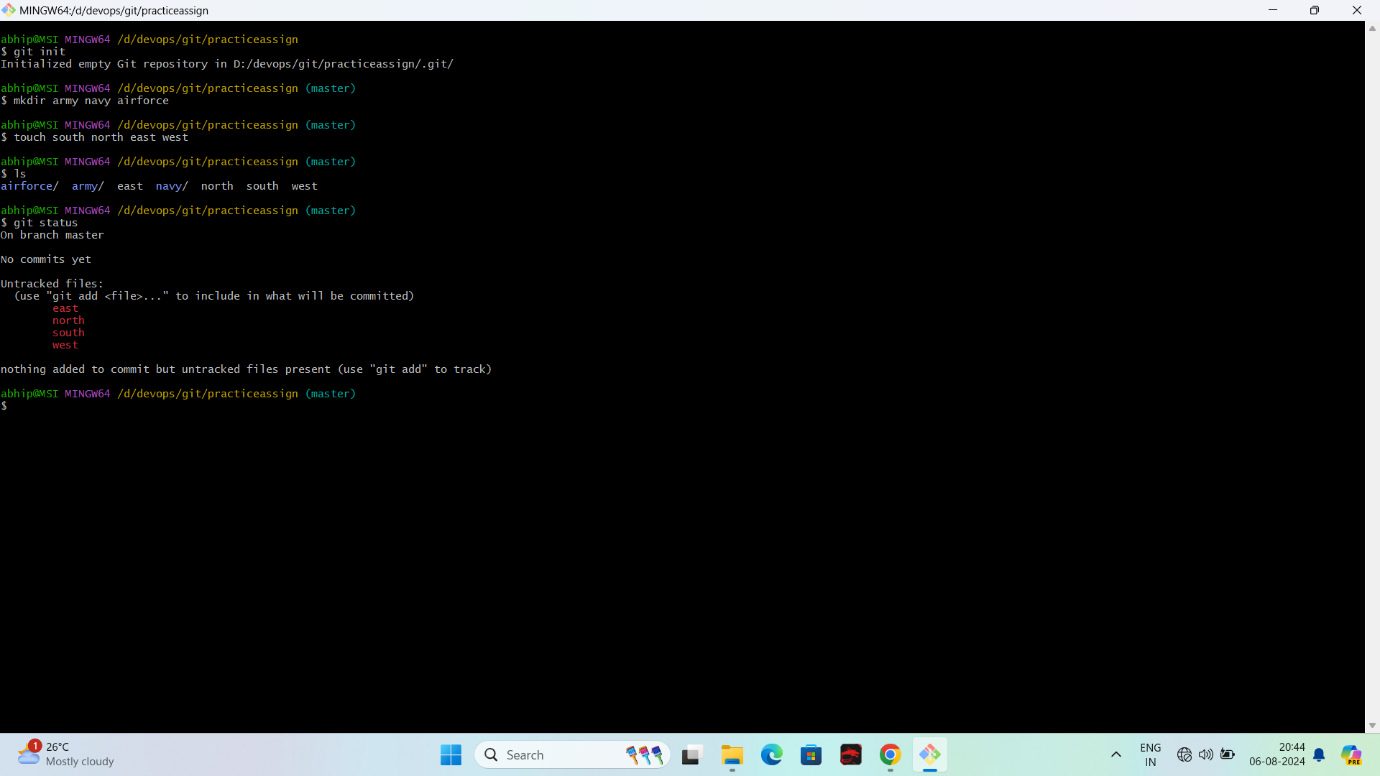 MINGW64:/d/devops/git/practiceassign
abhip@MSI MINGW64 /d/devops/git/practiceassign
$ git init
Initialized empty Git repository in D:/devops/git/practiceassign/.git/
abhip@MSI MINGW64 /d/devops/git/practiceassign (master)
$ mkdir army navy airforce
abhip@MSI MINGW64 /d/devops/git/practiceassign (master)
$ touch south north east west
abhip@MSI MINGW64 /d/devops/git/practiceassign (master)
$ ls
airforce/  army/  east  navy/  north  south  west
abhip@MSI MINGW64 /d/devops/git/practiceassign (master)
$ git status
On branch master
No commits yet
Untracked files:
  (use "git add <file>..." to include in what will be committed)
        east
        north
        south
        west
nothing added to commit but untracked files present (use "git add" to track)
abhip@MSI MINGW64 /d/devops/git/practiceassign (master)
$
1
26°C
Mostly cloudy
Search
ENG
IN
20:44
06-08-2024
PRE